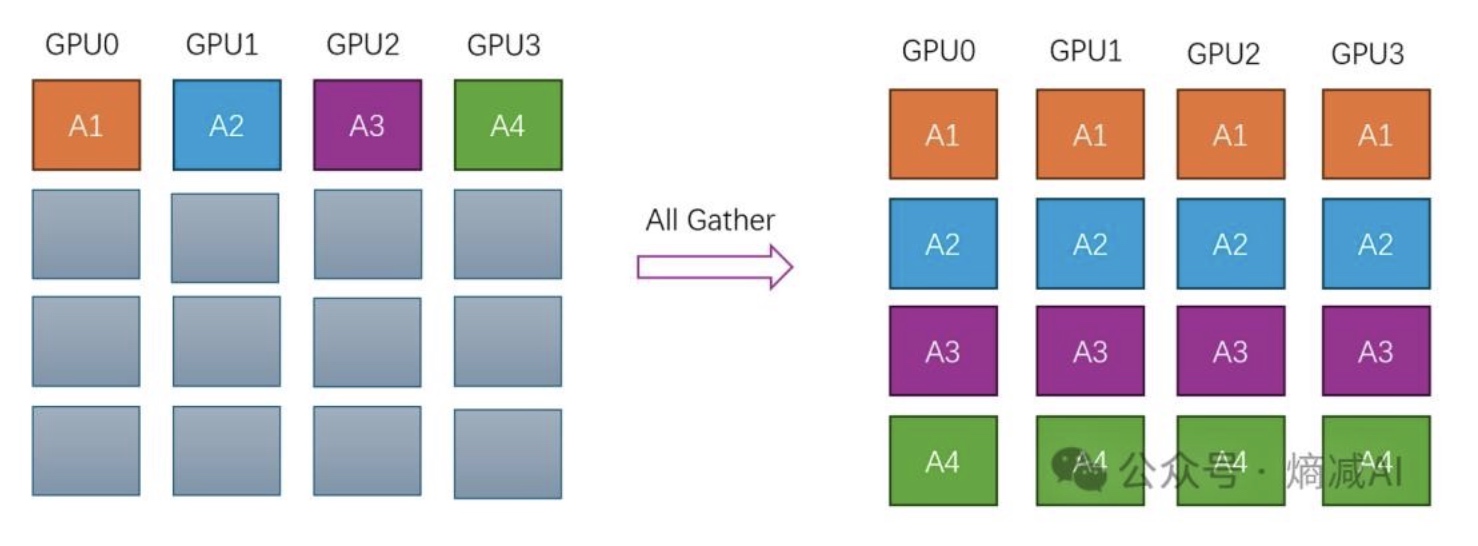 GPU0 GPU1 GPU2 GPU3
A1 A2 A3 A4
All Gather
GPU0 GPU1 GPU2 GPU3
A1 A1 A1 A1
A2 A2 A2 A2
A3 A3 A3 A3
A4 A4 A4 A4
公众号 · 熵减AI